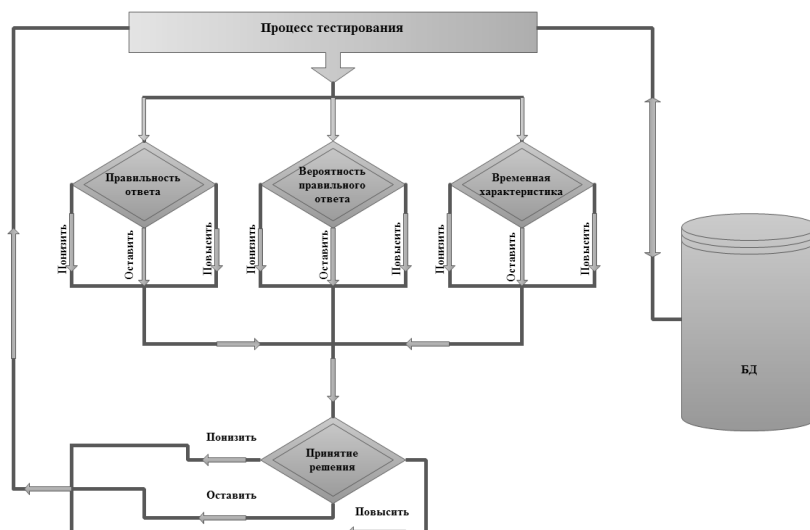 Процесс тестирования
Правильность
ответа
Вероятность
правильного
ответа
Временная
характеристика
Понизить
Оставить
Повысить
Понизить
Оставить
Повысить
Понизить
Оставить
Повысить
БД
Понизить
Принятие
решения
Оставить
Повысить